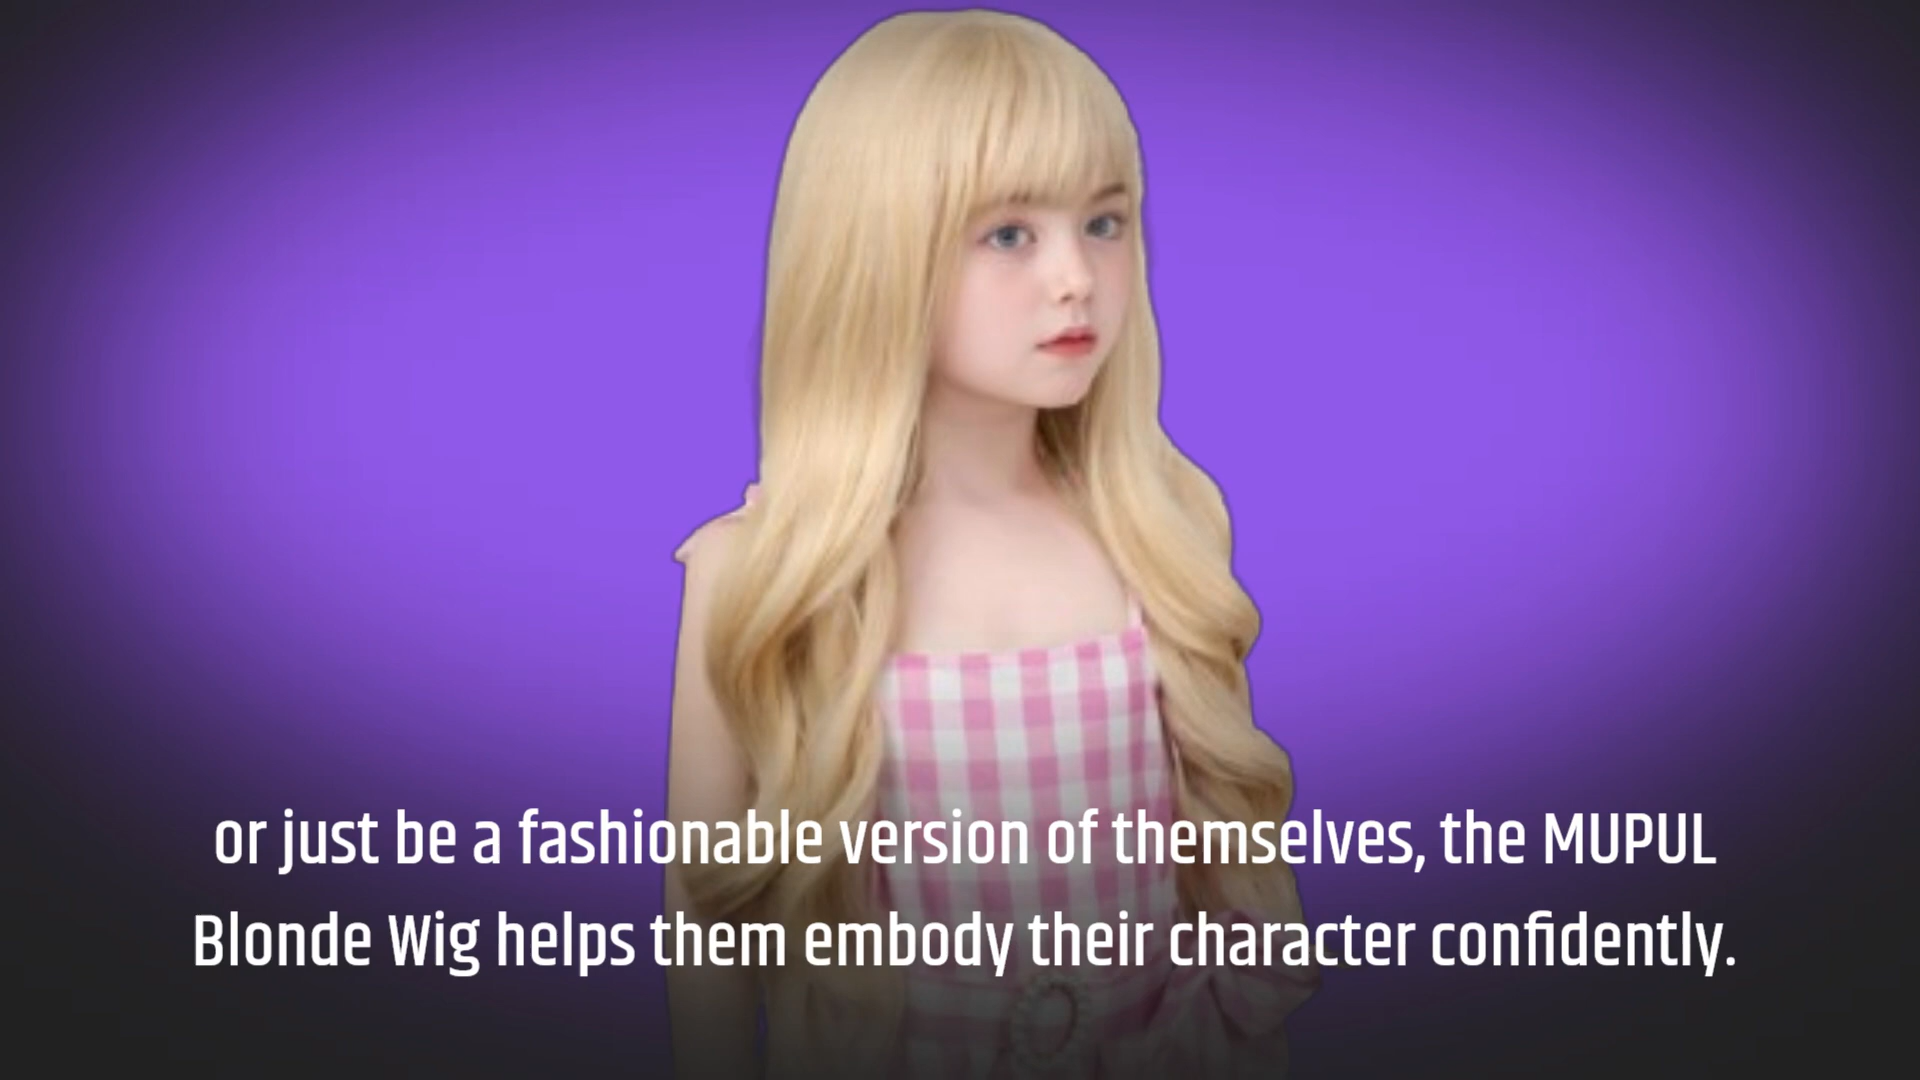 or just be a fashionable version of themselves, the MUPUL
Blonde Wig helps them embody their character confidently.